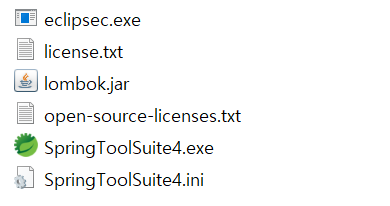 eclipsec.exe
license.txt
lombok.jar
open-source-licenses.txt
SpringToolSuite4.exe
SpringToolSuite4.ini